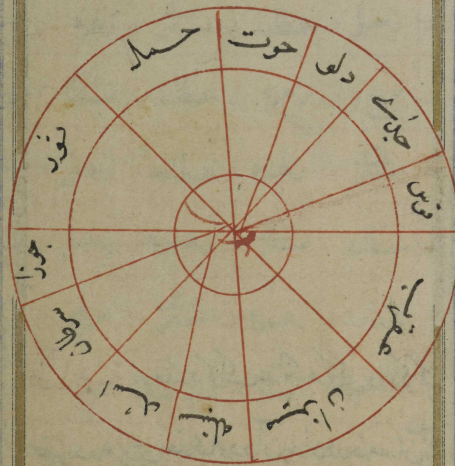 حمل
ثور
جوزا
سرطان
اسد
سنبله
میزان
عقرب
قوس
جدی
دلو
حوت